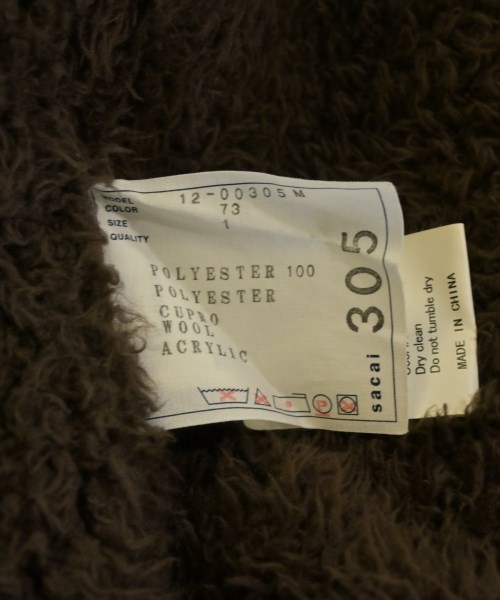 MODEL 12-00305M
COLOR 73
SIZE 1
QUALITY
POLYESTER 100
POLYESTER
CUPRO
WOOL
ACRYLIC
305
sacai
Dry clean
Do not tumble dry
MADE IN CHINA